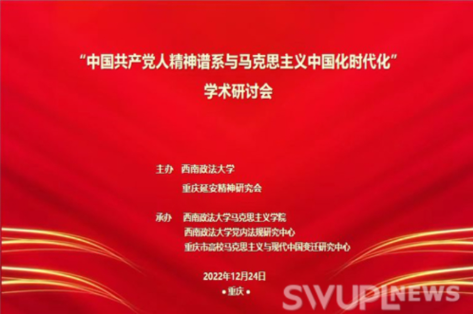 “中国共产党人精神谱系与马克思主义中国化时代化”
学术研讨会
主办 西南政法大学
重庆延安精神研究会
承办 西南政法大学马克思主义学院
西南政法大学党内法规研究中心
重庆市高校马克思主义与现代中国变迁研究中心
2022年12月24日
•重庆•
SWUPLNEWS